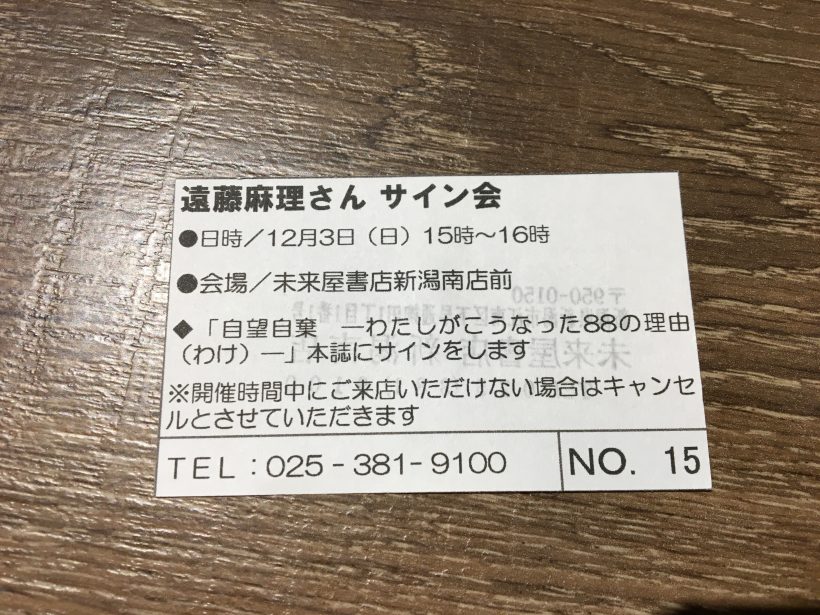 遠藤麻理さん サイン会
●日時／12月3日（日）15時～16時
●会場／未来屋書店新潟南店前
◆「自望自棄　―わたしがこうなった88の理由
（わけ）―」本誌にサインをします
※開催時間中にご来店いただけない場合はキャンセ
ルとさせていただきます
TEL：025－381－9100
NO. 15
〒950-0150